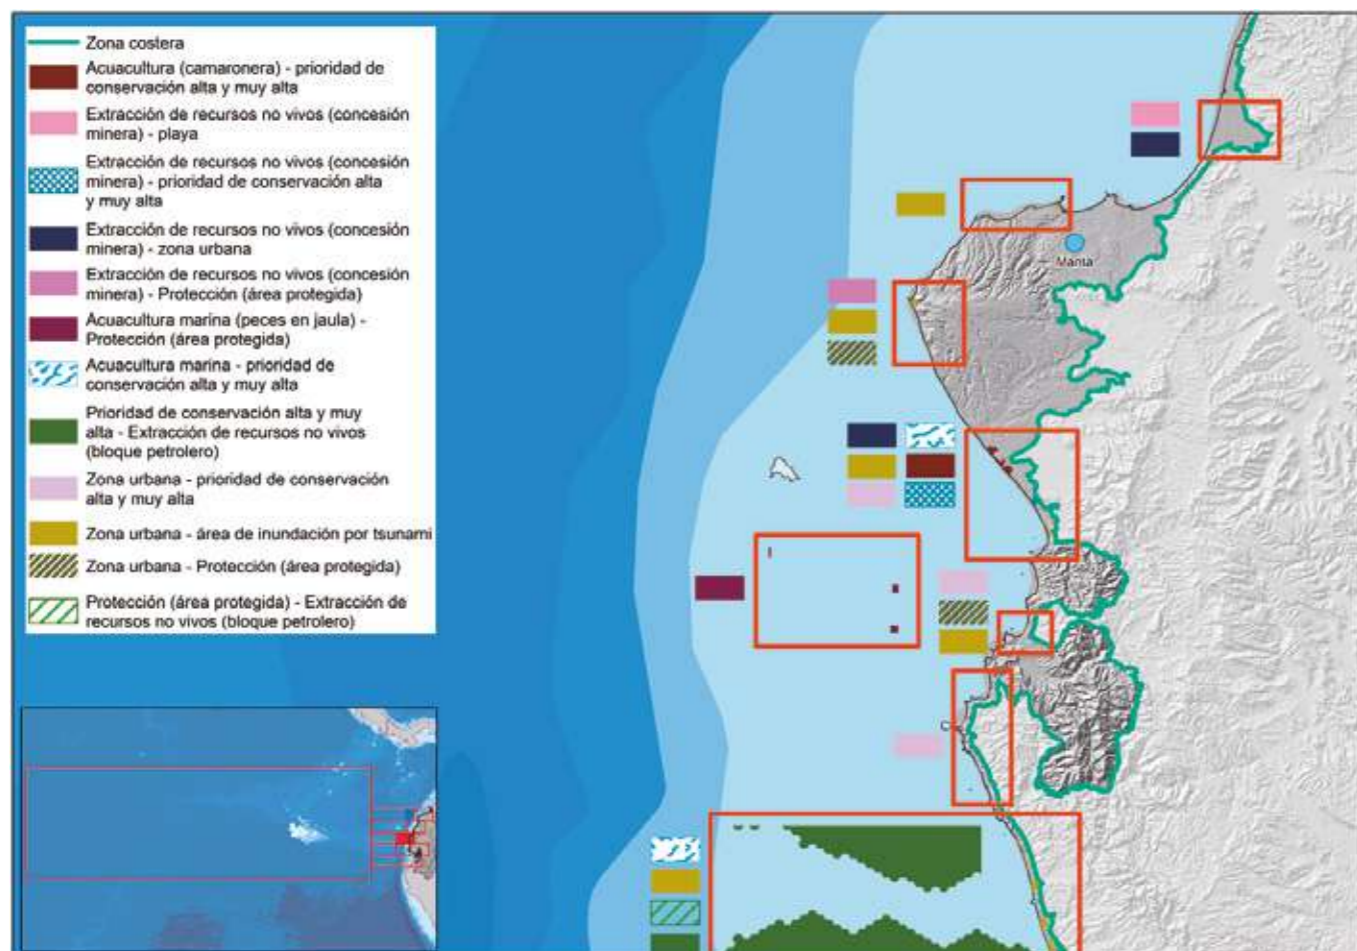 Zona costera
Acuacultura (camaronera) - prioridad de
conservación alta y muy alta
Extracción de recursos no vivos (concesión
minera) - playa
Extracción de recursos no vivos (concesión
minera) - prioridad de conservación alta
y muy alta
Extracción de recursos no vivos (concesión
minera) - zona urbana
Extracción de recursos no vivos (concesión
minera) - Protección (área protegida)
Acuacultura marina (peces en jaula) -
Protección (área protegida)
Acuacultura marina - prioridad de
conservación alta y muy alta
Prioridad de conservación alta y muy
alta - Extracción de recursos no vivos
(bloque petrolero)
Zona urbana - prioridad de conservación
alta y muy alta
Zona urbana - área de inundación por tsunami
Zona urbana - Protección (área protegida)
Protección (área protegida) - Extracción de
recursos no vivos (bloque petrolero)
Manta